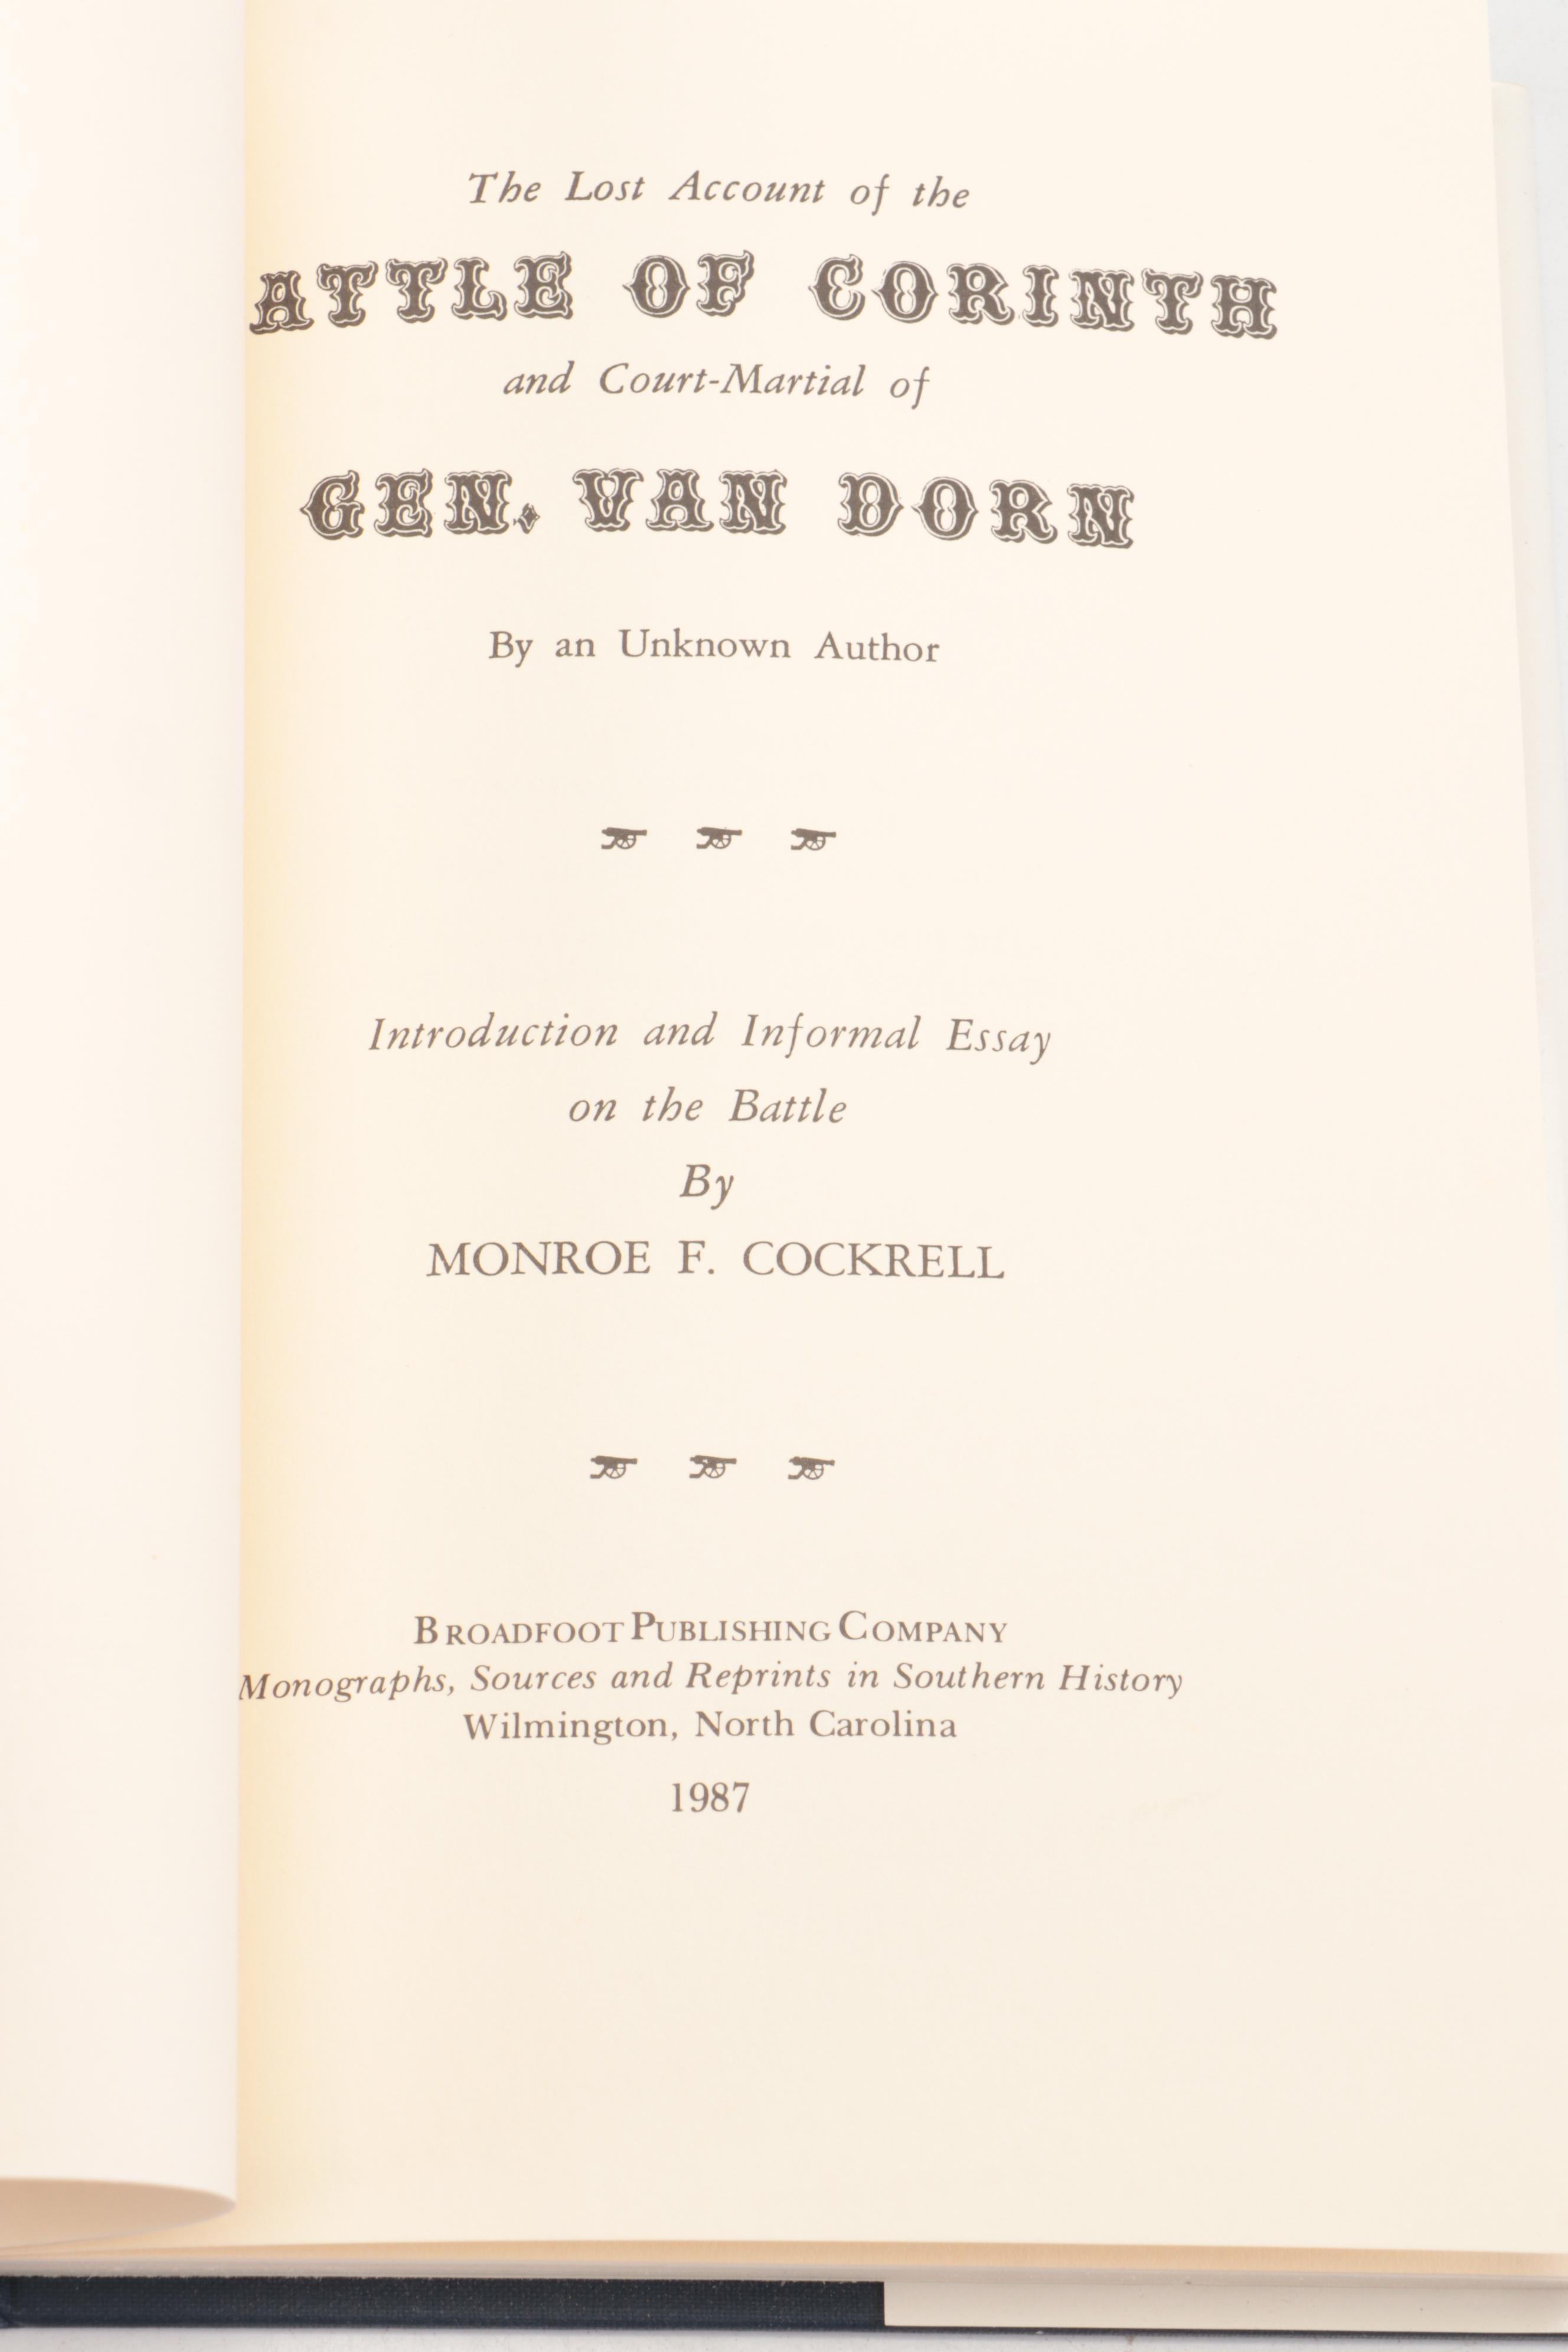 The Lost Account of the
ATTLE OF CORINTH
and Court-Martial of
GEN. VAN DORN
By an Unknown Author
Introduction and Informal Essay
on the Battle
By
MONROE F. COCKRELL
BROADFOOT PUBLISHING COMPANY
Monographs, Sources and Reprints in Southern History
Wilmington, North Carolina
1987